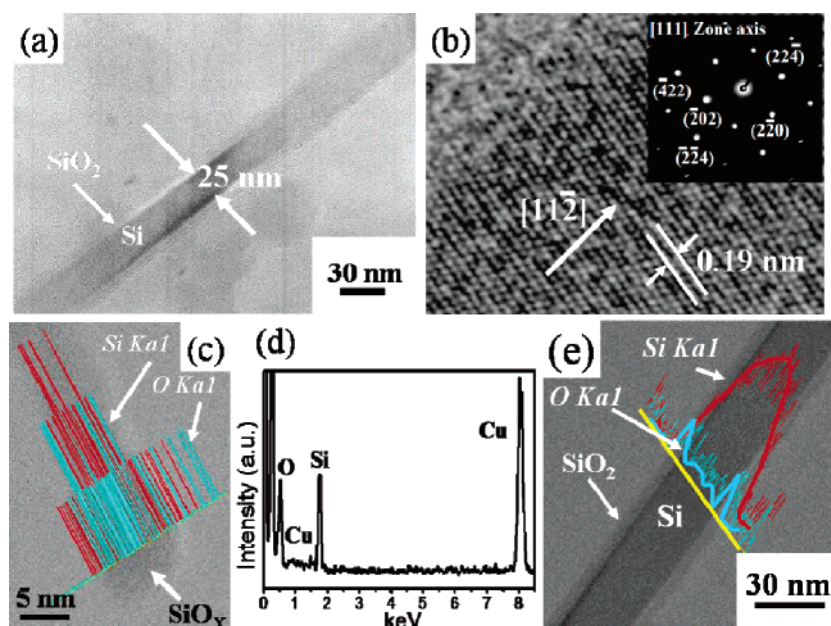 (a)
SiO₂
Si
25 nm
30 nm
(b)
[111] Zone axis
(224̄)
(4̄22)
(2̄02)
(22̄0)
(2̄2̄4)
[112̄]
0.19 nm
(c)
Si Ka1
O Ka1
5 nm
SiOₓ
(d)
Intensity (a.u.)
O
Cu
Si
Cu
0 1 2 3 4 5 6 7 8
keV
(e)
Si Ka1
O Ka1
SiO₂
Si
30 nm